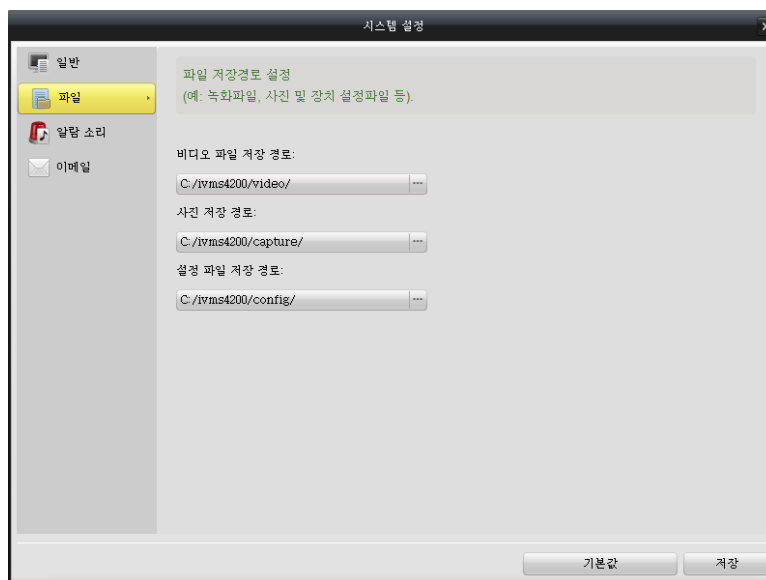 시스템 설정
일반
파일
알람 소리
이메일
파일 저장경로 설정
(예: 녹화파일, 사진 및 장치 설정파일 등).
비디오 파일 저장 경로:
C:/ivms4200/video/
사진 저장 경로:
C:/ivms4200/capture/
설정 파일 저장 경로:
C:/ivms4200/config/
기본값
저장